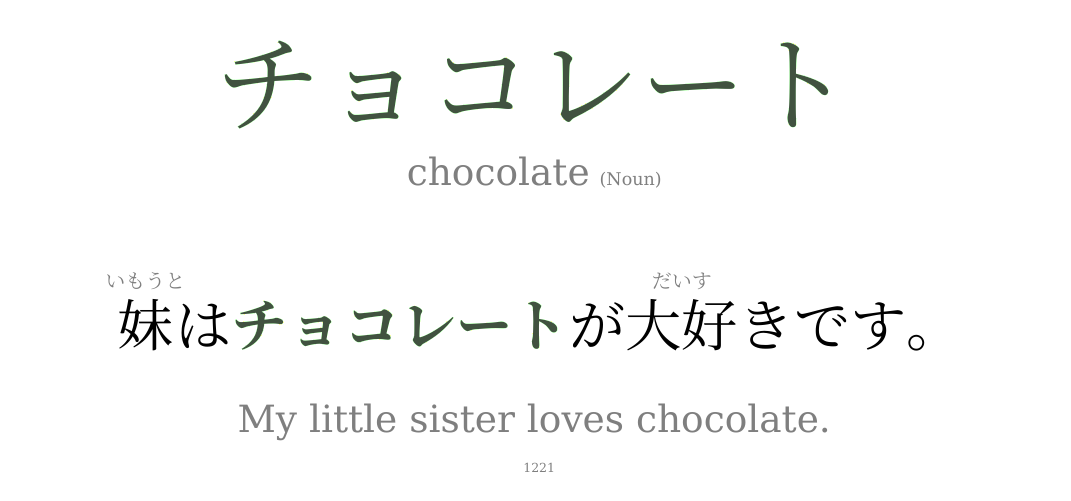 チョコレート
chocolate (Noun)
いもうと だいす
妹はチョコレートが大好きです。
My little sister loves chocolate.
1221